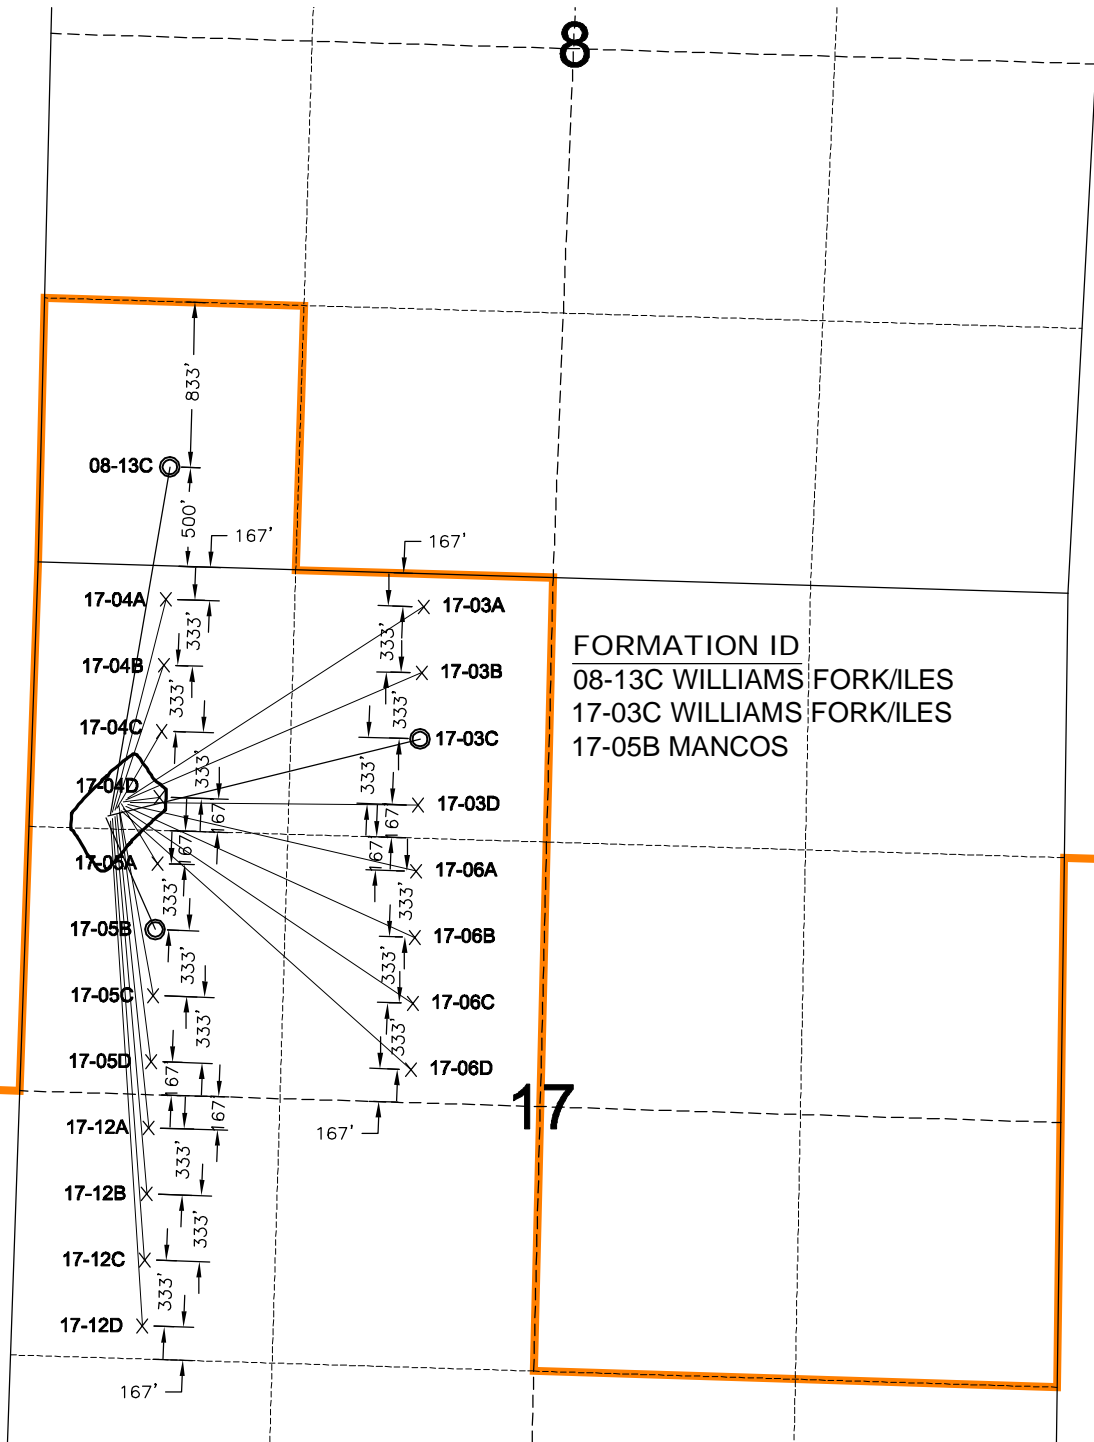 8
833'
08-13C
500'
167'
167'
17-04A
17-03A
333'
333'
17-04B
17-03B
333'
333'
17-04C
17-03C
333'
333'
17-04D
17-03D
167'
167'
167'
167'
17-05A
17-06A
333'
333'
17-05B
17-06B
333'
333'
17-05C
17-06C
333'
333'
17-05D
17-06D
167'
167'
17
17-12A
167'
333'
17-12B
333'
17-12C
333'
17-12D
167'
FORMATION ID
08-13C WILLIAMS FORK/ILES
17-03C WILLIAMS FORK/ILES
17-05B MANCOS